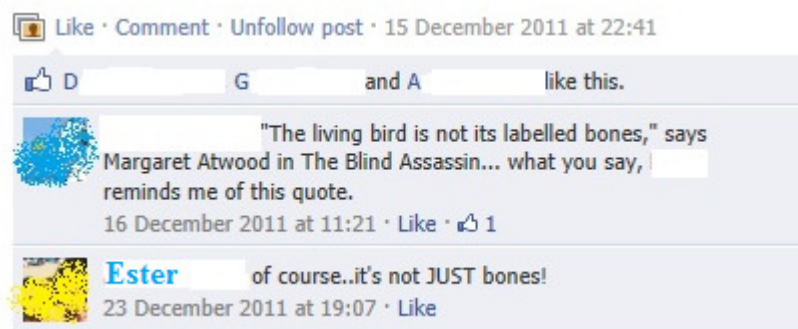 Like · Comment · Unfollow post · 15 December 2011 at 22:41
D G and A like this.
"The living bird is not its labelled bones," says
Margaret Atwood in The Blind Assassin... what you say,
reminds me of this quote.
16 December 2011 at 11:21 · Like · 1
Ester of course..it's not JUST bones!
23 December 2011 at 19:07 · Like